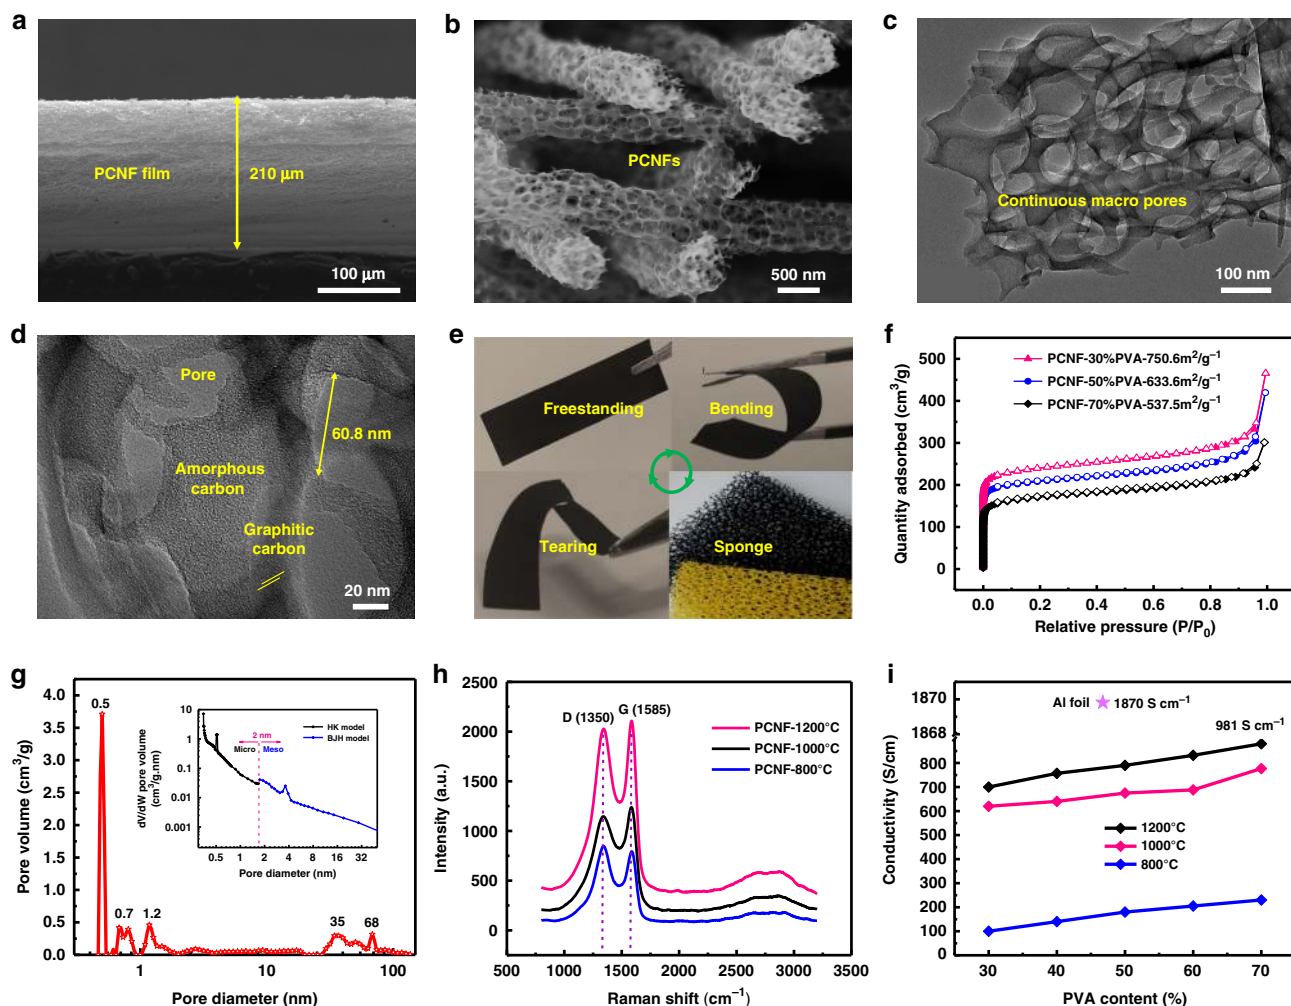 a
PCNF film
210 µm
100 µm
b
PCNFs
500 nm
c
Continuous macro pores
100 nm
d
Pore
60.8 nm
Amorphous
carbon
Graphitic
carbon
20 nm
e
Freestanding
Bending
Tearing
Sponge
f
PCNF-30%PVA-750.6m²/g⁻¹
PCNF-50%PVA-633.6m²/g⁻¹
PCNF-70%PVA-537.5m²/g⁻¹
Quantity adsorbed (cm³/g)
500
400
300
200
100
0
0.0 0.2 0.4 0.6 0.8 1.0
Relative pressure (P/P₀)
g
Pore volume (cm³/g)
4.0
3.5
3.0
2.5
2.0
1.5
1.0
0.5
0.0
0.5
0.7
1.2
35
68
dV/dW pore volume
(cm³/g.nm)
10
1
0.1
0.01
0.001
2 nm
Micro
Meso
HK model
BJH model
0.5 1 2 4 8 16 32
Pore diameter (nm)
1 10 100
Pore diameter (nm)
h
Intensity (a.u.)
2500
2000
1500
1000
500
0
D (1350)
G (1585)
PCNF-1200°C
PCNF-1000°C
PCNF-800°C
500 1000 1500 2000 2500 3000 3500
Raman shift (cm⁻¹)
i
Conductivity (S/cm)
1870
1868
800
700
600
500
400
300
200
100
0
Al foil
1870 S cm⁻¹
981 S cm⁻¹
1200°C
1000°C
800°C
30 40 50 60 70
PVA content (%)